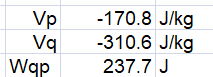 Vp -170.8 J/kg
Vq -310.6 J/kg
Wqp 237.7 J